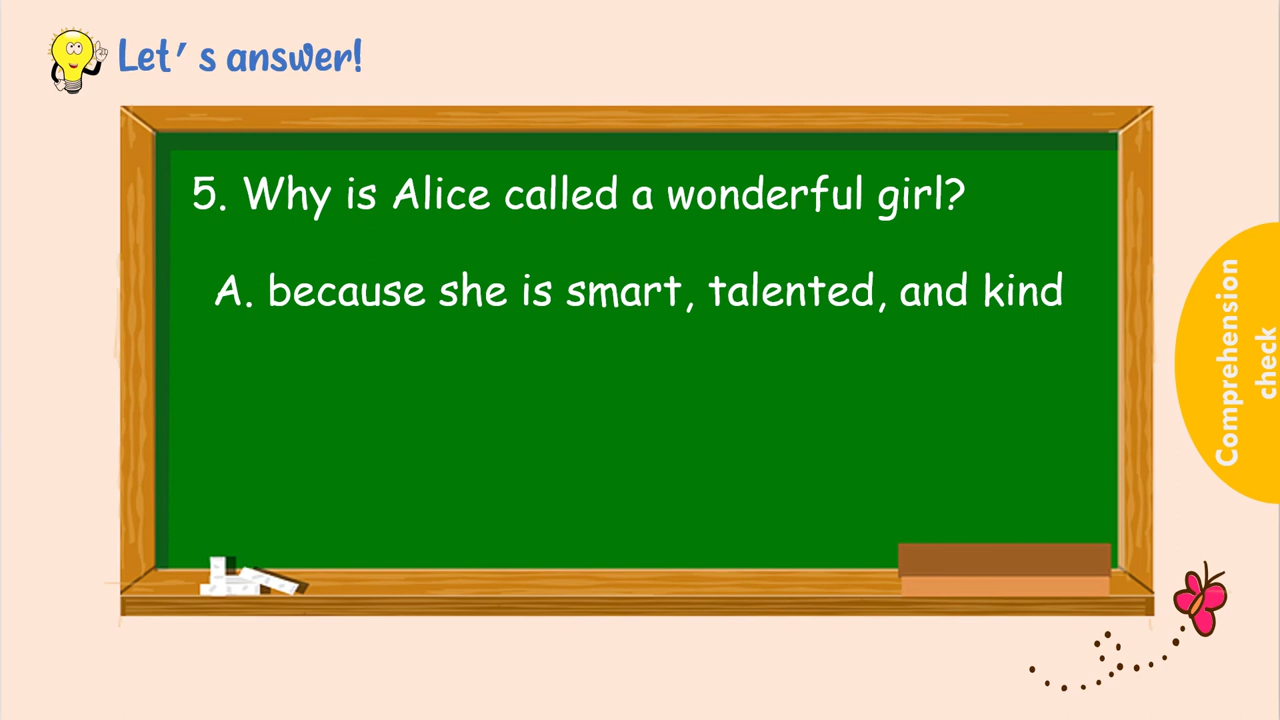 Let’ s answer!
5. Why is Alice called a wonderful girl?
A. because she is smart, talented, and kind
Comprehension
check